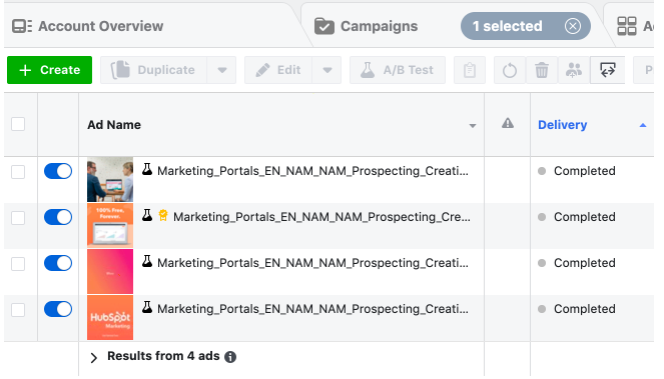 Account Overview
Campaigns
1 selected
Create
Duplicate
Edit
A/B Test
Ad Name
Delivery
Marketing_Portals_EN_NAM_NAM_Prospecting_Creati...
Completed
100% Free,
Forever.
Marketing_Portals_EN_NAM_NAM_Prospecting_Cre...
Completed
Marketing_Portals_EN_NAM_NAM_Prospecting_Creati...
Completed
HubSpot
Marketing
Marketing_Portals_EN_NAM_NAM_Prospecting_Creati...
Completed
Results from 4 ads